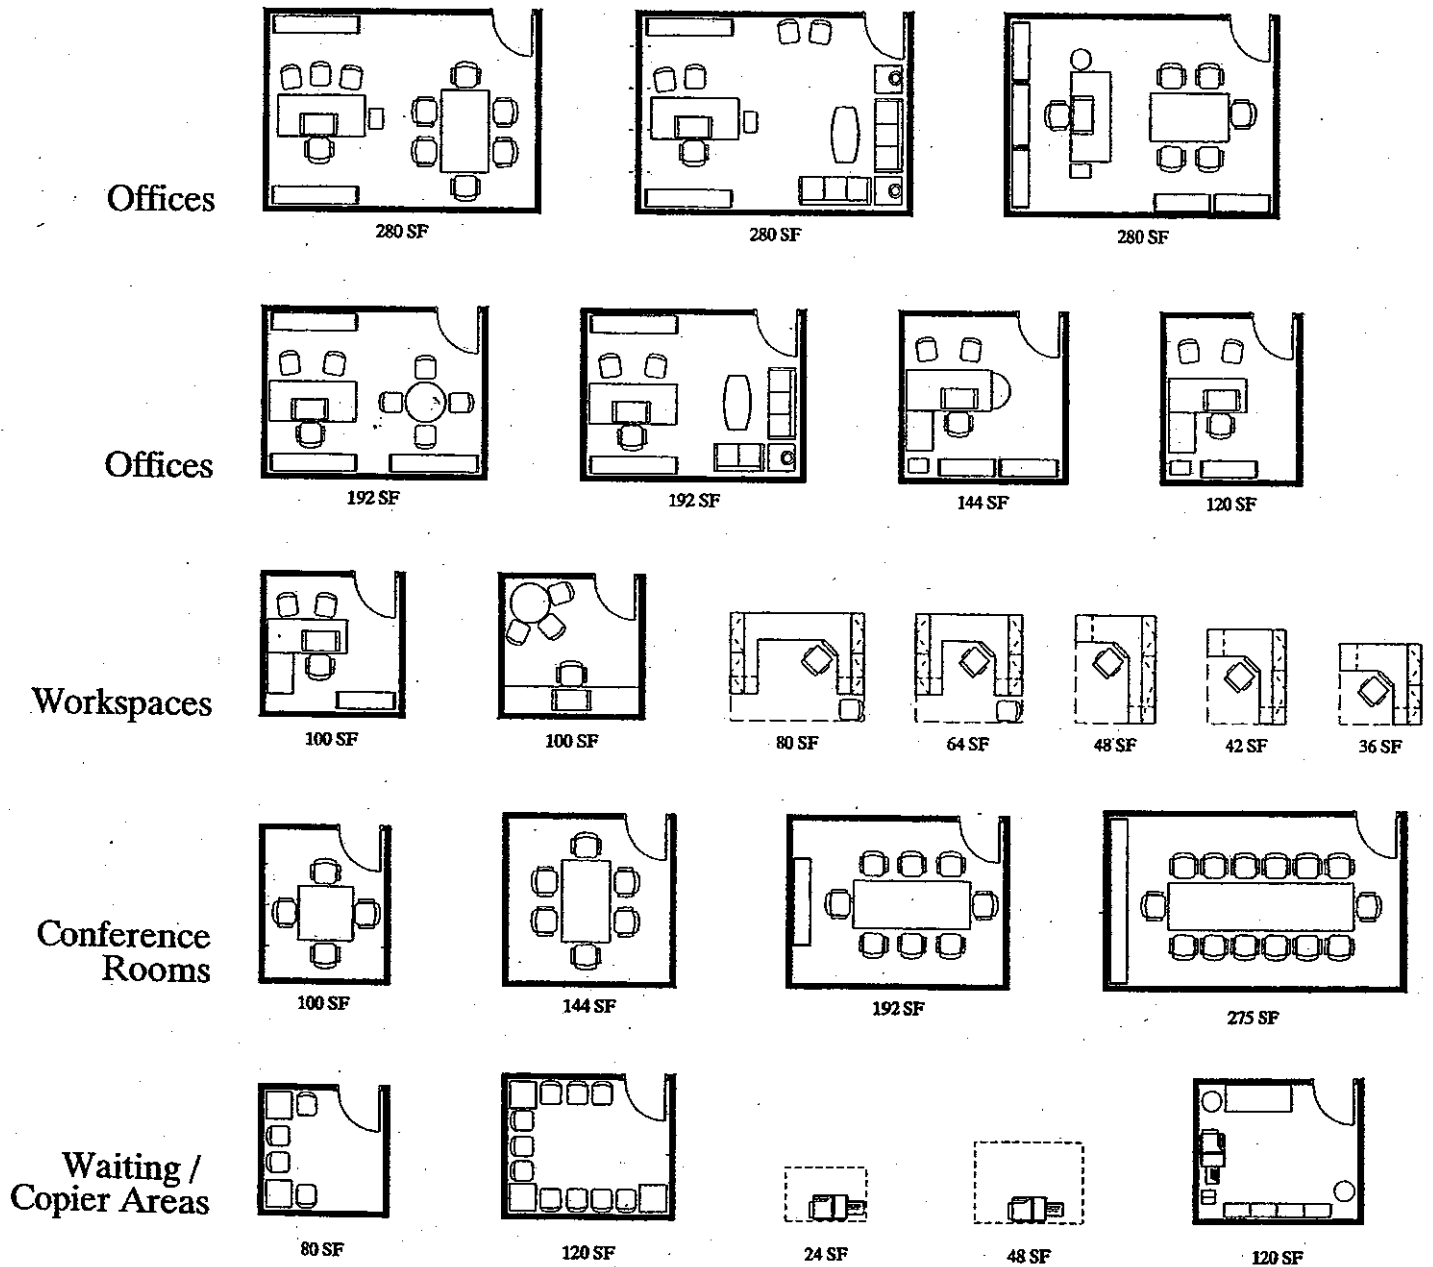 Offices
280 SF
280 SF
280 SF
Offices
192 SF
192 SF
144 SF
120 SF
Workspaces
100 SF
100 SF
80 SF
64 SF
48 SF
42 SF
36 SF
Conference
Rooms
100 SF
144 SF
192 SF
275 SF
Waiting /
Copier Areas
80 SF
120 SF
24 SF
48 SF
120 SF